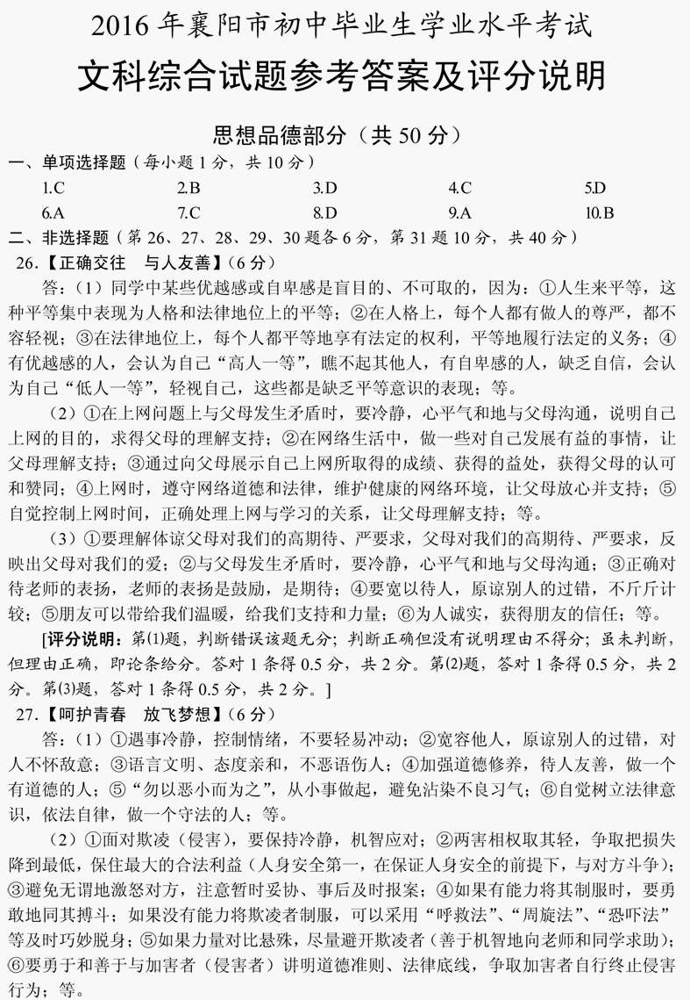 2016 年襄阳市初中毕业生学业水平考试
文科综合试题参考答案及评分说明
思想品德部分（共 50 分）
一、单项选择题（每小题 1 分，共 10 分）
1.C 2.B 3.D 4.C 5.D
6.A 7.C 8.D 9.A 10.B
二、非选择题（第 26、27、28、29、30 题各 6 分，第 31 题 10 分，共 40 分）
26.【正确交往　与人友善】（6 分）
答：（1）同学中某些优越感或自卑感是盲目的、不可取的，因为：①人生来平等，这
种平等集中表现为人格和法律地位上的平等；②在人格上，每个人都有做人的尊严，都不
容轻视；③在法律地位上，每个人都平等地享有法定的权利，平等地履行法定的义务；④
有优越感的人，会认为自己“高人一等”，瞧不起其他人，有自卑感的人，缺乏自信，会认
为自己“低人一等”，轻视自己，这些都是缺乏平等意识的表现；等。
（2）①在上网问题上与父母发生矛盾时，要冷静，心平气和地与父母沟通，说明自己
上网的目的，求得父母的理解支持；②在网络生活中，做一些对自己发展有益的事情，让
父母理解支持；③通过向父母展示自己上网所取得的成绩、获得的益处，获得父母的认可
和赞同；④上网时，遵守网络道德和法律，维护健康的网络环境，让父母放心并支持；⑤
自觉控制上网时间，正确处理上网与学习的关系，让父母理解支持；等。
（3）①要理解体谅父母对我们的高期待、严要求，父母对我们的高期待、严要求，反
映出父母对我们的爱；②与父母发生矛盾时，要冷静，心平气和地与父母沟通；③正确对
待老师的表扬，老师的表扬是鼓励，是期待；④要宽以待人，原谅别人的过错，不斤斤计
较；⑤朋友可以带给我们温暖，给我们支持和力量；⑥为人诚实，获得朋友的信任；等。
[评分说明：第⑴题，判断错误该题无分；判断正确但没有说明理由不得分；虽未判断，
但理由正确，即论条给分。答对 1 条得 0.5 分，共 2 分。第⑵题，答对 1 条得 0.5 分，共 2
分。第⑶题，答对 1 条得 0.5 分，共 2 分。]
27.【呵护青春　放飞梦想】（6 分）
答：（1）①遇事冷静，控制情绪，不要轻易冲动；②宽容他人，原谅别人的过错，对
人不怀敌意；③语言文明、态度亲和，不恶语伤人；④加强道德修养，待人友善，做一个
有道德的人；⑤“勿以恶小而为之”，从小事做起，避免沾染不良习气；⑥自觉树立法律意
识，依法自律，做一个守法的人；等。
（2）①面对欺凌（侵害），要保持冷静，机智应对；②两害相权取其轻，争取把损失
降到最低，保住最大的合法利益（人身安全第一，在保证人身安全的前提下，与对方斗争）；
③避免无谓地激怒对方，注意暂时妥协、事后及时报案；④如果有能力将其制服时，要勇
敢地同其搏斗；如果没有能力将欺凌者制服，可以采用“呼救法”、“周旋法”、“恐吓法”
等及时巧妙脱身；⑤如果力量对比悬殊，尽量避开欺凌者（善于机智地向老师和同学求助）；
⑥要勇于和善于与加害者（侵害者）讲明道德准则、法律底线，争取加害者自行终止侵害
行为；等。